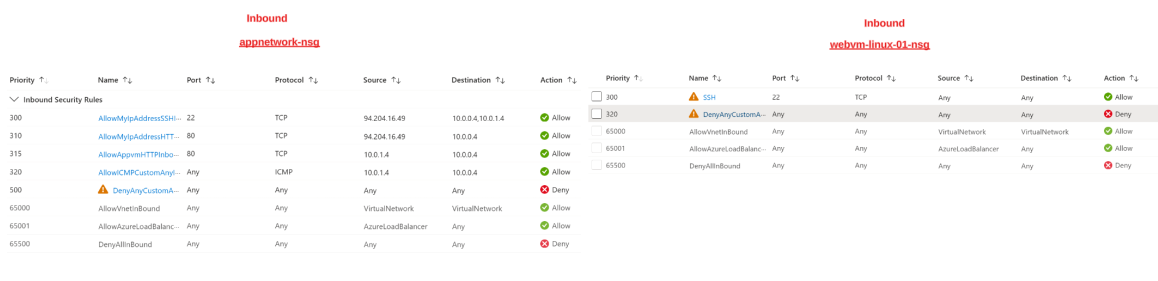 Inbound
appnetwork-nsg
Priority Name Port Protocol Source Destination Action
Inbound Security Rules
300 AllowMyIpAddressSSHI··· 22 TCP 94.204.16.49 10.0.0.4,10.0.1.4 Allow
310 AllowMyIpAddressHTT··· 80 TCP 94.204.16.49 10.0.0.4 Allow
315 AllowAppvmHTTPInbo··· 80 TCP 10.0.1.4 10.0.0.4 Allow
320 AllowICMPCustomAnyI··· Any ICMP 10.0.1.4 10.0.0.4 Allow
500 DenyAnyCustomA··· Any Any Any Any Deny
65000 AllowVnetInBound Any Any VirtualNetwork VirtualNetwork Allow
65001 AllowAzureLoadBalanc··· Any Any AzureLoadBalancer Any Allow
65500 DenyAllInBound Any Any Any Any Deny
Inbound
webvm-linux-01-nsg
Priority Name Port Protocol Source Destination Action
300 SSH 22 TCP Any Any Allow
320 DenyAnyCustomA··· Any Any Any Any Deny
65000 AllowVnetInBound Any Any VirtualNetwork VirtualNetwork Allow
65001 AllowAzureLoadBalanc··· Any Any AzureLoadBalancer Any Allow
65500 DenyAllInBound Any Any Any Any Deny